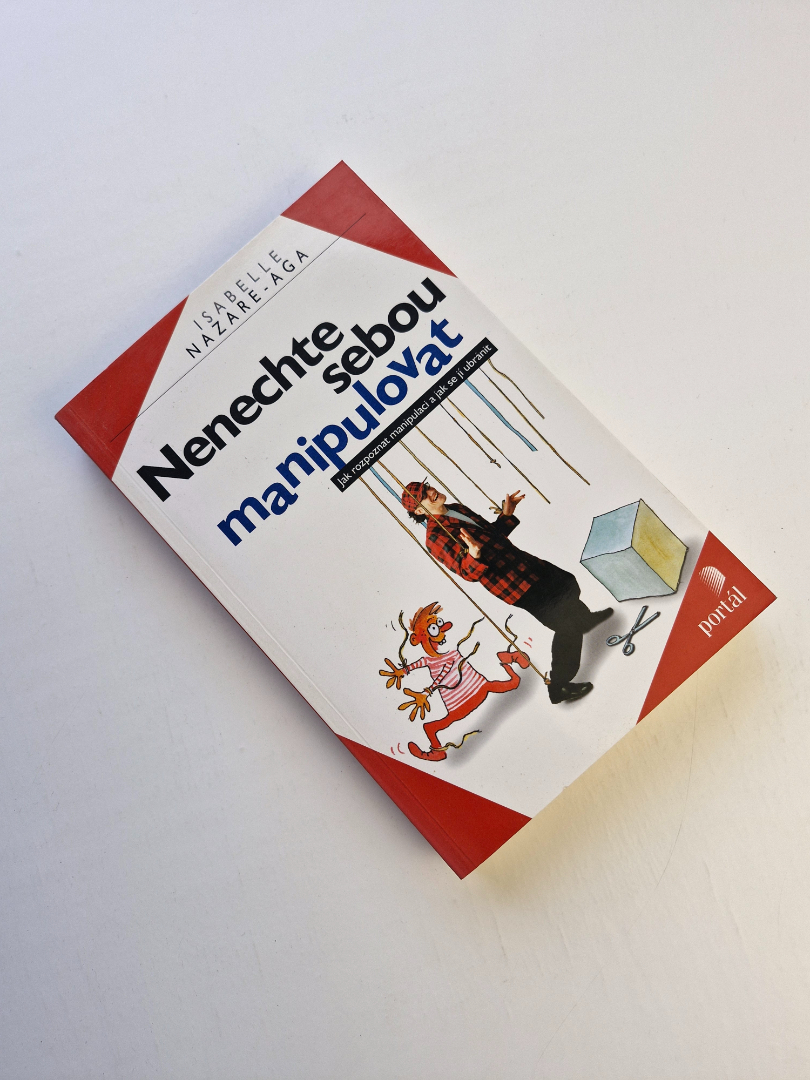 ISABELLE
NAZARE-AGA
Nenechte
sebou
manipulovat
Jak rozpoznat manipulaci a jak se jí ubránit
portál